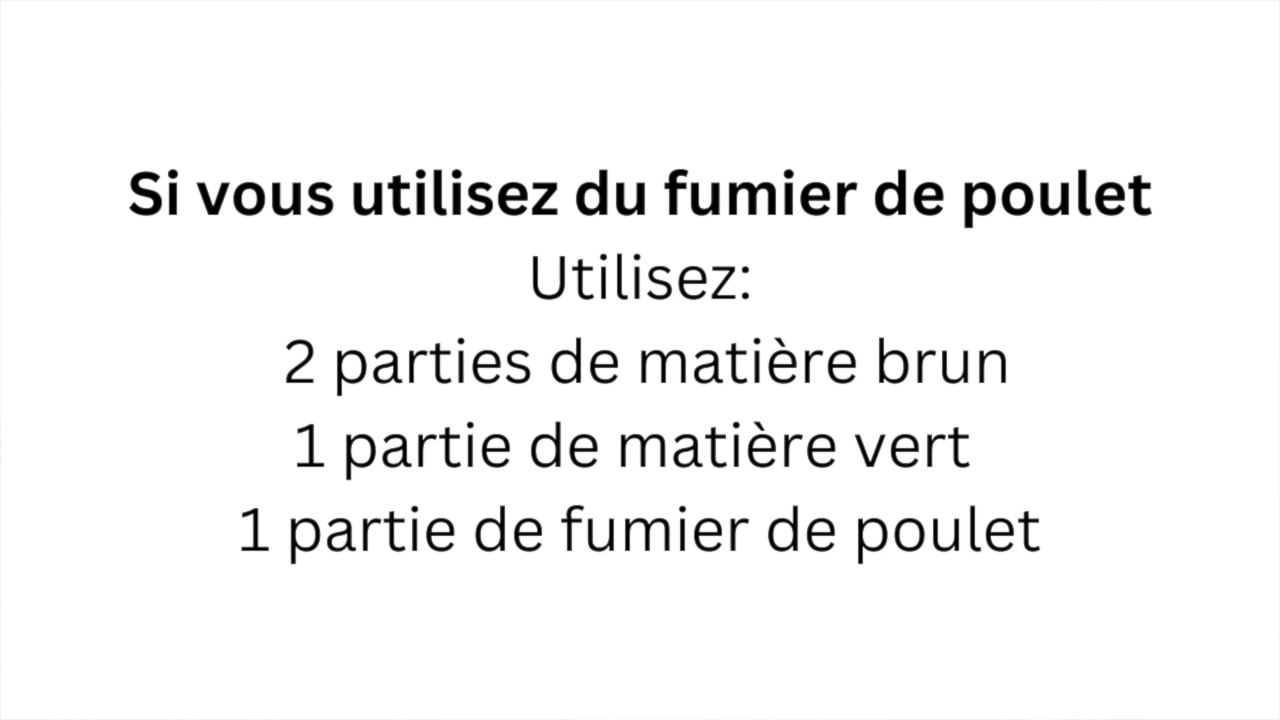 Si vous utilisez du fumier de poulet
Utilisez:
2 parties de matière brun
1 partie de matière vert
1 partie de fumier de poulet